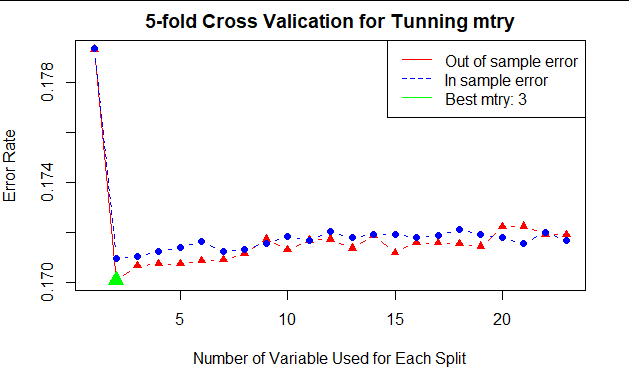 5-fold Cross Valication for Tunning mtry
Out of sample error
In sample error
Best mtry: 3
Error Rate
0.178
0.174
0.170
5
10
15
20
Number of Variable Used for Each Split